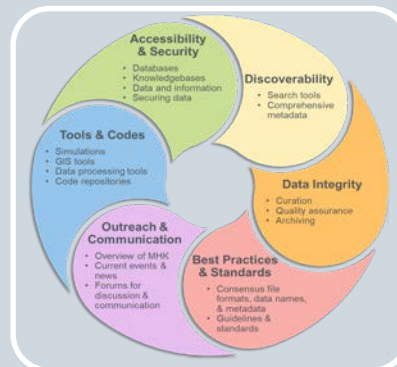 Accessibility
& Security
• Databases
• Knowledgebases
• Data and information
• Securing data
Discoverability
• Search tools
• Comprehensive
metadata
Data Integrity
• Curation
• Quality assurance
• Archiving
Best Practices
& Standards
• Consensus file
formats, data names,
& metadata
• Guidelines &
standards
Outreach &
Communication
• Overview of MHK
• Current events &
news
• Forums for
discussion &
communication
Tools & Codes
• Simulations
• GIS tools
• Data processing tools
• Code repositories